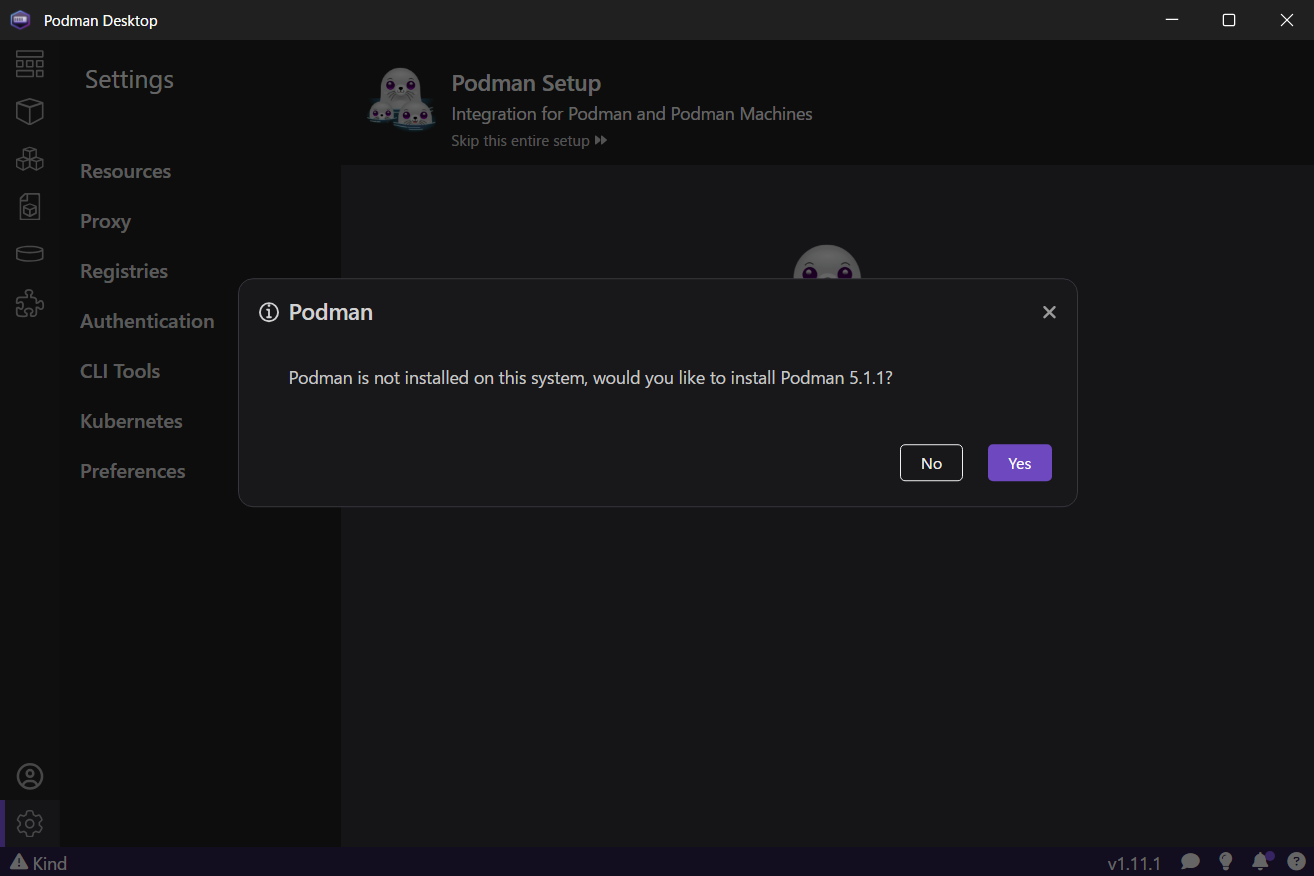 Podman Desktop
Settings
Resources
Proxy
Registries
Authentication
CLI Tools
Kubernetes
Preferences
Podman Setup
Integration for Podman and Podman Machines
Skip this entire setup
Podman
Podman is not installed on this system, would you like to install Podman 5.1.1?
No
Yes
Kind
v1.11.1